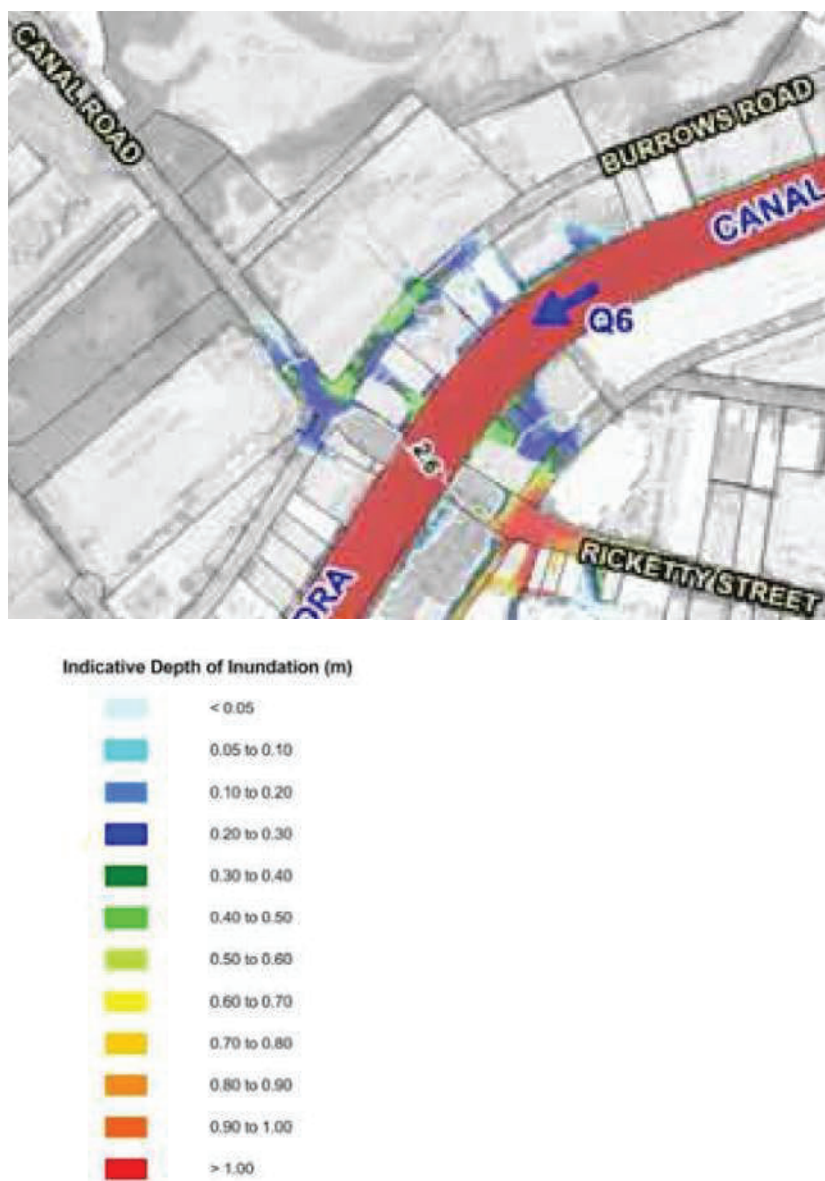 CANAL ROAD
BURROWS ROAD
CANAL
Q6
2.6
RICKETTY STREET
DRA
Indicative Depth of Inundation (m)
< 0.05
0.05 to 0.10
0.10 to 0.20
0.20 to 0.30
0.30 to 0.40
0.40 to 0.50
0.50 to 0.60
0.60 to 0.70
0.70 to 0.80
0.80 to 0.90
0.90 to 1.00
> 1.00